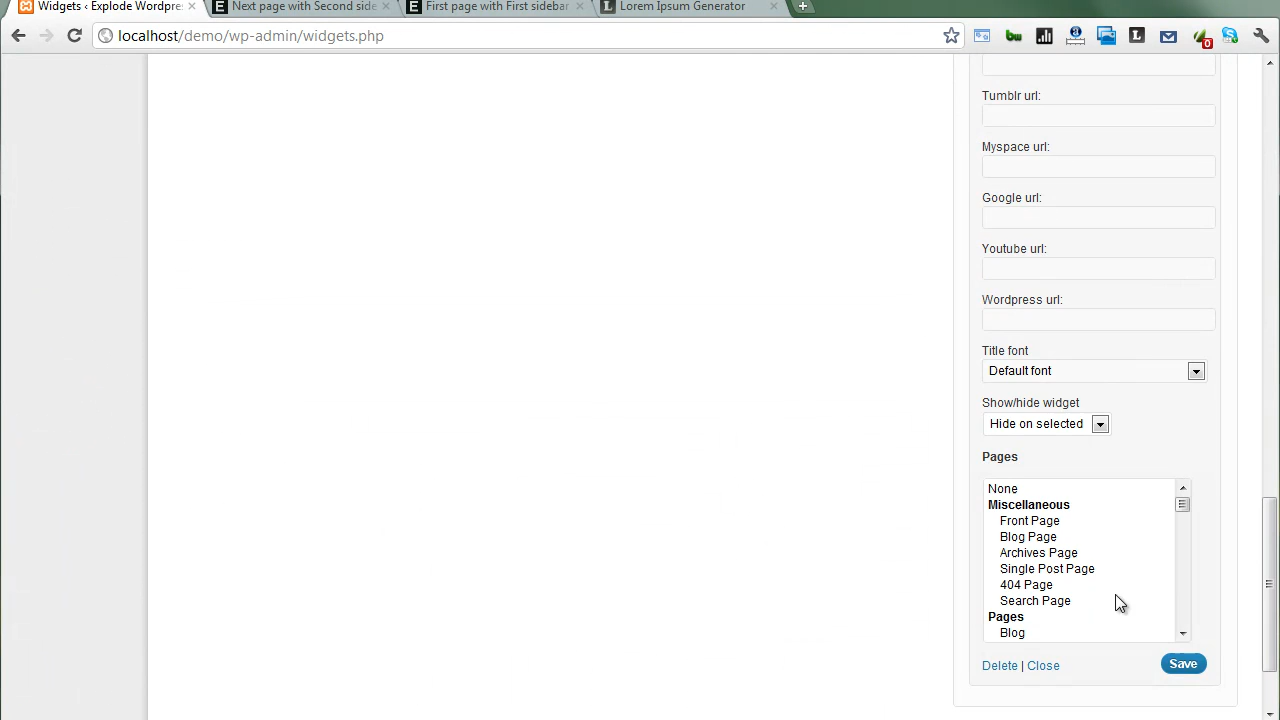 Widgets ‹ Explode Wordpres
Next page with Second side
First page with First sidebar
Lorem Ipsum Generator
localhost/demo/wp-admin/widgets.php
Tumblr url:
Myspace url:
Google url:
Youtube url:
Wordpress url:
Title font
Default font
Show/hide widget
Hide on selected
Pages
None
Miscellaneous
Front Page
Blog Page
Archives Page
Single Post Page
404 Page
Search Page
Pages
Blog
Delete | Close
Save